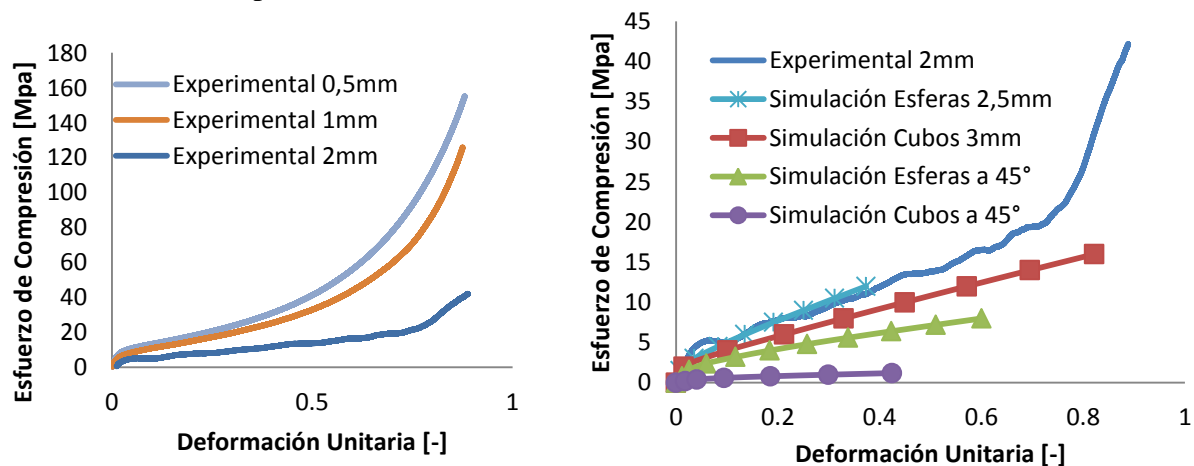 Esfuerzo de Compresión [Mpa]
180
160
140
120
100
80
60
40
20
0
Experimental 0,5mm
Experimental 1mm
Experimental 2mm
0
0.5
1
Deformación Unitaria [-]
Esfuerzo de Compresión [Mpa]
45
40
35
30
25
20
15
10
5
0
Experimental 2mm
Simulación Esferas 2,5mm
Simulación Cubos 3mm
Simulación Esferas a 45°
Simulación Cubos a 45°
0
0.2
0.4
0.6
0.8
1
Deformación Unitaria [-]